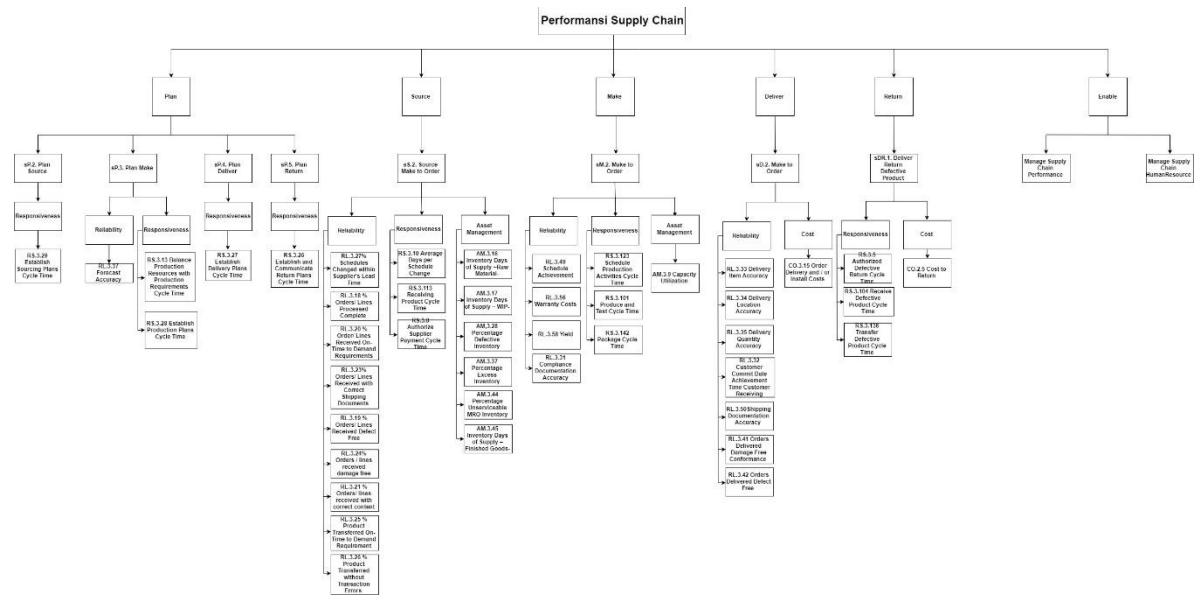 Performansi Supply Chain
Plan
Source
Make
Deliver
Return
Enable
sP.2. Plan
Source
sP.3. Plan Make
sP.4. Plan
Deliver
sP.5. Plan
Return
sS.2. Source
Make to Order
sM.2. Make to
Order
sD.2. Make to
Order
sDR.1. Deliver
Return
Defective
Product
Manage Supply
Chain
Performance
Manage Supply
Chain
HumanResource
Responsiveness
RS.3.29
Establish
Sourcing Plans
Cycle Time
Reliability
RL.3.37
Forecast
Accuracy
Responsiveness
RS.3.13 Balance
Production
Resources with
Production
Requirements
Cycle Time
RS.3.28 Establish
Production Plans
Cycle Time
Responsiveness
RS.3.27
Establish
Delivery Plans
Cycle Time
Responsiveness
RS.3.26
Establish and
Communicate
Return Plans
Cycle Time
Reliability
RL.3.27%
Schedules
Changed within
Supplier's Lead
Time
RL.3.18 %
Orders/ Lines
Processed
Complete
RL.3.20 %
Order/ Lines
Received On-
Time to Demand
Requirements
RL.3.23%
Orders/ Lines
Received with
Correct
Shipping
Documents
RL.3.19 %
Orders/ Lines
Received Defect
Free
RL.3.24%
Orders / lines
received
damage free
RL.3.21 %
Orders/ lines
received with
correct content
RL.3.25 %
Product
Transferred On-
Time to Demand
Requirement
RL.3.26 %
Product
Transferred
without
Transaction
Errors
Responsiveness
RS.3.10 Average
Days per
Schedule
Change
RS.3.113
Receiving
Product Cycle
Time
RS.3.8
Authorize
Supplier
Payment Cycle
Time
Asset
Management
AM.3.16
Inventory Days
of Supply –Raw
Material-
AM.3.17
Inventory Days
of Supply – WIP-
AM.3.28
Percentage
Defective
Inventory
AM.3.37
Percentage
Excess
Inventory
AM.3.44
Percentage
Unserviceable
MRO Inventory
AM.3.45
Inventory Days
of Supply –
Finished Goods-
Reliability
RL.3.49
Schedule
Achievement
RL.3.56
Warranty Costs
RL.3.58 Yield
RL.3.31
Compliance
Documentation
Accuracy
Responsiveness
RS.3.123
Schedule
Production
Activities Cycle
Time
RS.3.101
Produce and
Test Cycle Time
RS.3.142
Package Cycle
Time
Asset
Management
AM.3.9 Capacity
Utilization
Reliability
RL.3.33 Delivery
Item Accuracy
RL.3.34 Delivery
Location
Accuracy
RL.3.35 Delivery
Quantity
Accuracy
RL.3.32
Customer
Commit Date
Achievement
Time Customer
Receiving
RL.3.50Shipping
Documentation
Accuracy
RL.3.41 Orders
Delivered
Damage Free
Conformance
RL.3.42 Orders
Delivered Defect
Free
Cost
CO.3.15 Order
Delivery and / or
Install Costs
Responsiveness
RS.3.5
Authorized
Defective
Return Cycle
Time
RS.3.104 Receive
Defective
Product Cycle
Time
RS.3.136
Transfer
Defective
Product Cycle
Time
Cost
CO.2.5 Cost to
Return